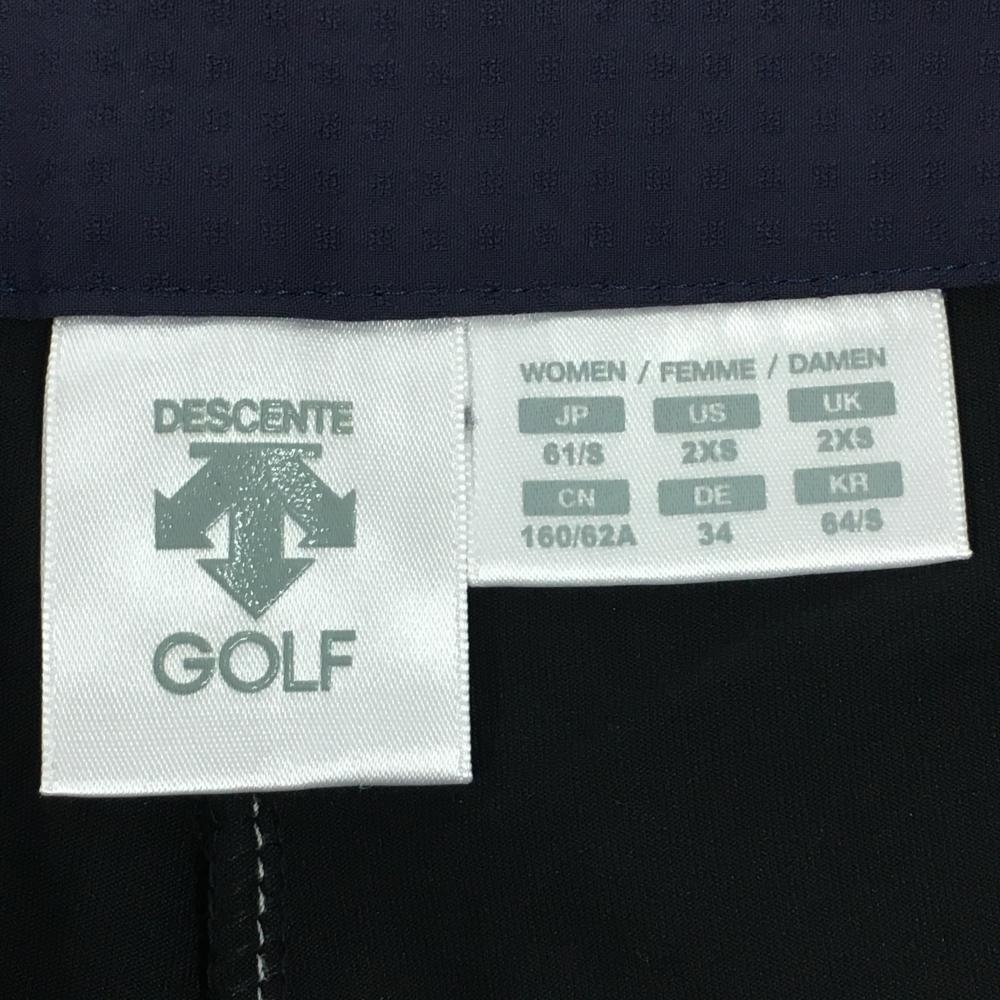 DESCENTE
GOLF
WOMEN / FEMME / DAMEN
JP US UK
61/S 2XS 2XS
CN DE KR
160/62A 34 64/S